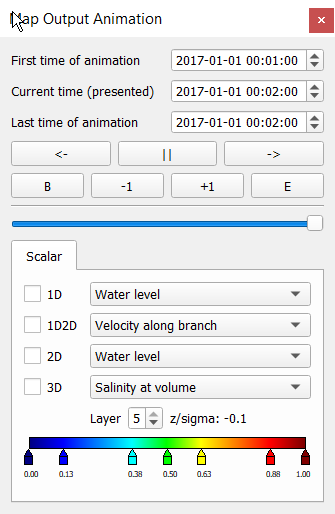 Map Output Animation
First time of animation 2017-01-01 00:01:00
Current time (presented) 2017-01-01 00:02:00
Last time of animation 2017-01-01 00:02:00
<- || ->
B -1 +1 E
Scalar
1D Water level
1D2D Velocity along branch
2D Water level
3D Salinity at volume
Layer 5 z/sigma: -0.1
0.00 0.13 0.38 0.50 0.63 0.88 1.00